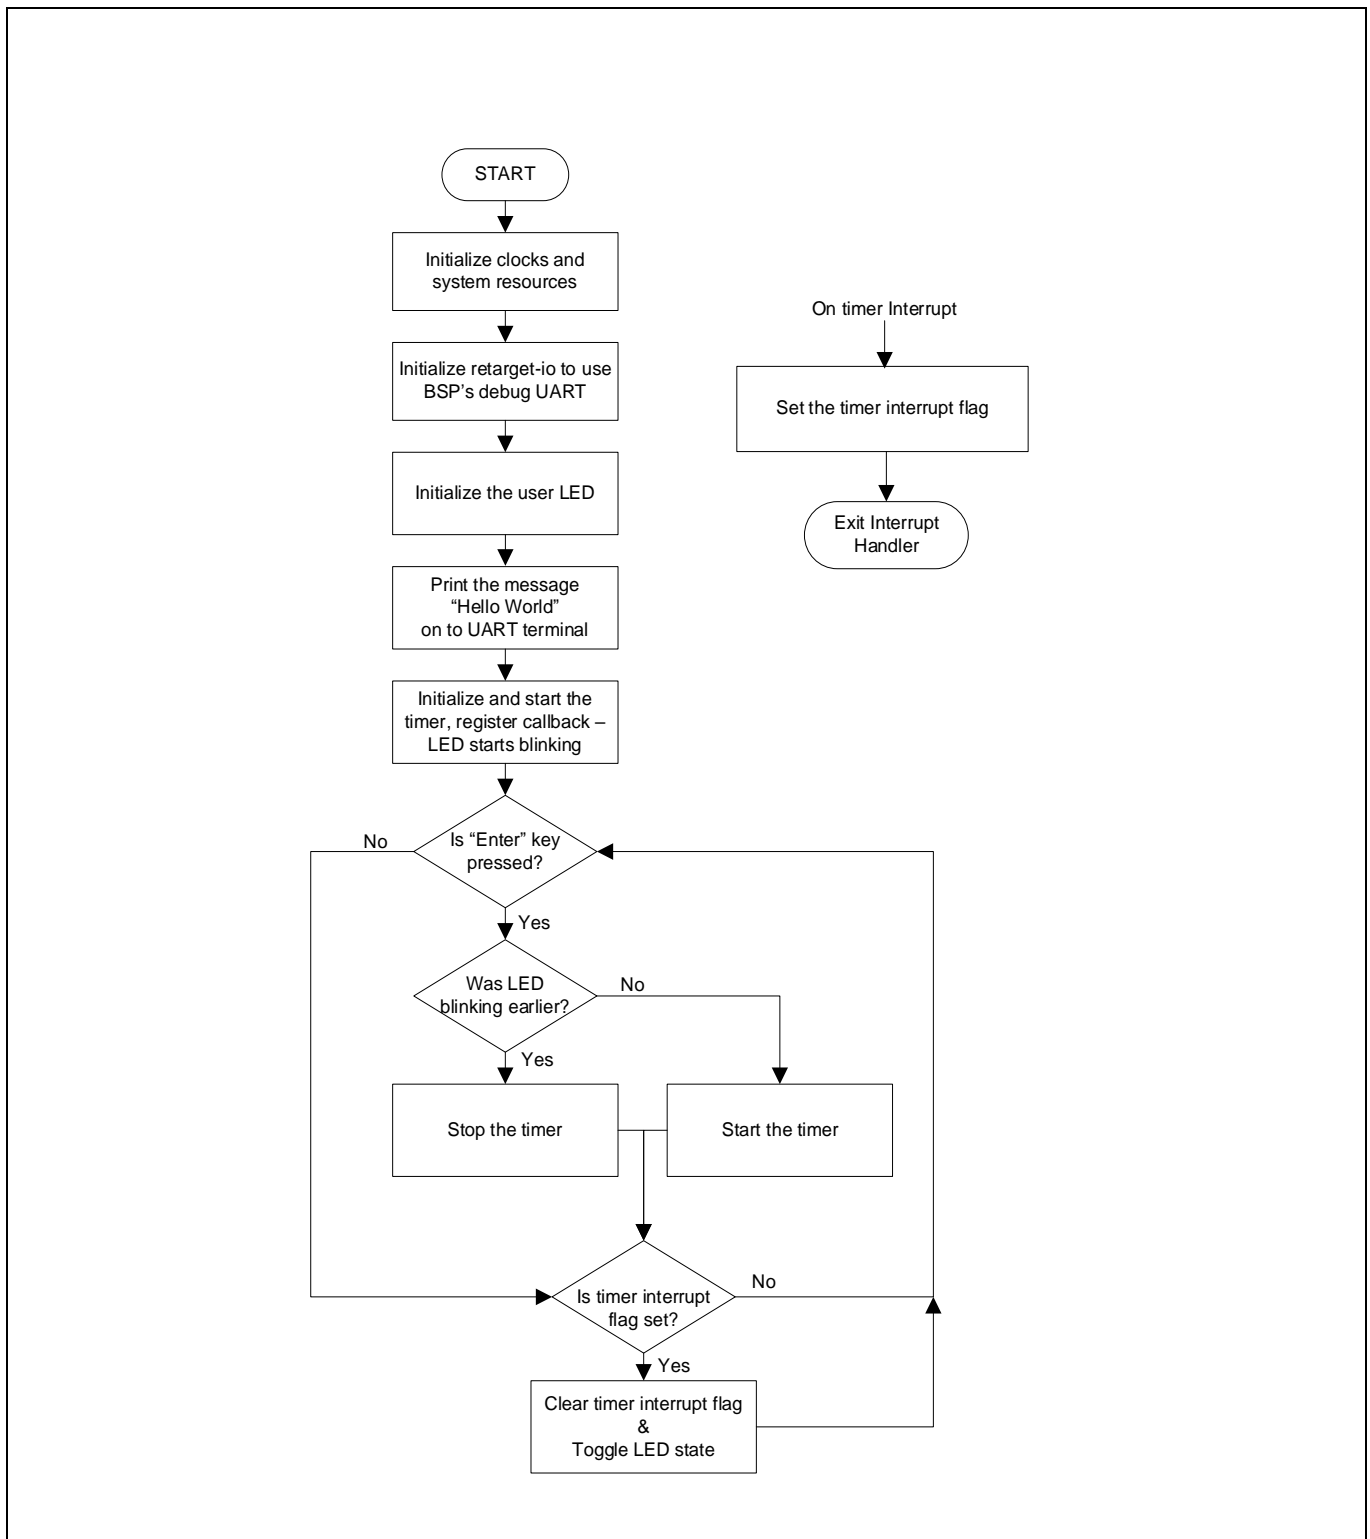 START
Initialize clocks and
system resources
Initialize retarget-io to use
BSP's debug UART
Initialize the user LED
Print the message
“Hello World”
on to UART terminal
Initialize and start the
timer, register callback –
LED starts blinking
Is “Enter” key
pressed?
No
Yes
Was LED
blinking earlier?
No
Yes
Stop the timer
Start the timer
Is timer interrupt
flag set?
No
Yes
Clear timer interrupt flag
&
Toggle LED state
On timer Interrupt
Set the timer interrupt flag
Exit Interrupt
Handler